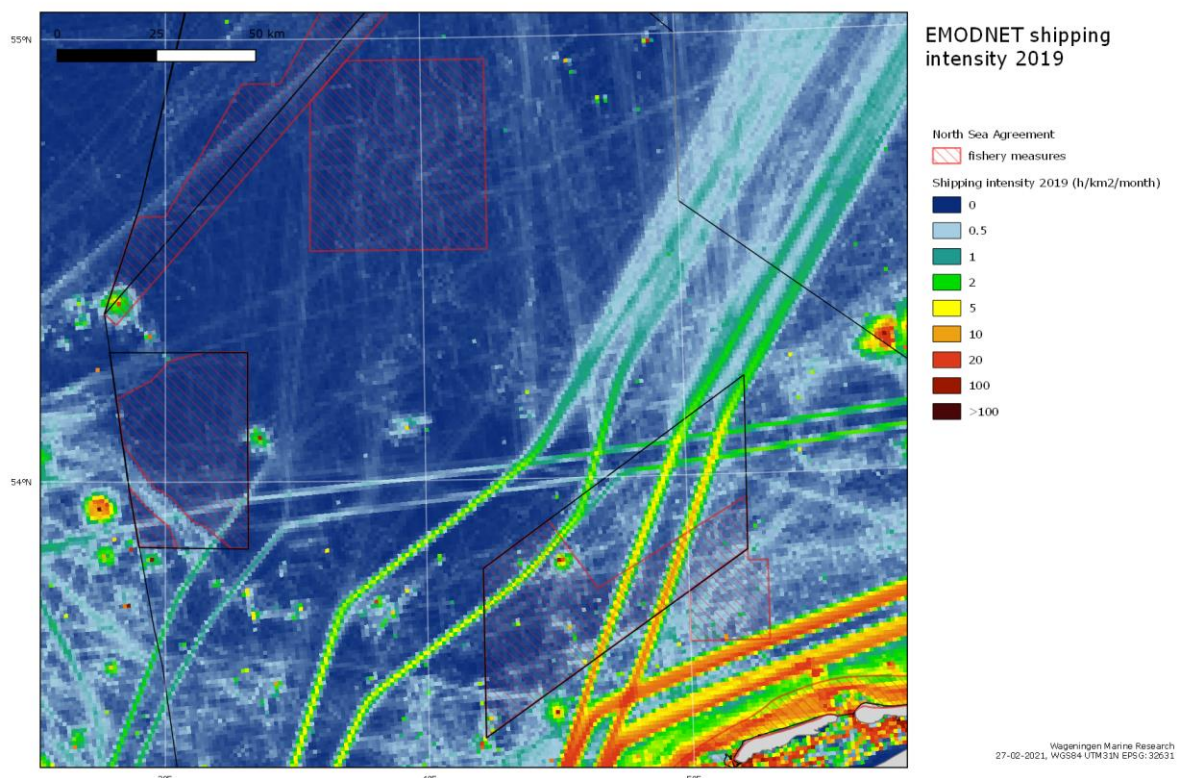 EMODNET shipping
intensity 2019
North Sea Agreement
fishery measures
Shipping intensity 2019 (h/km2/month)
0
0.5
1
2
5
10
20
100
>100
0 25 50 km
55°N
54°N
Wageningen Marine Research
27-02-2021, WGS84 UTM31N EPSG:32631